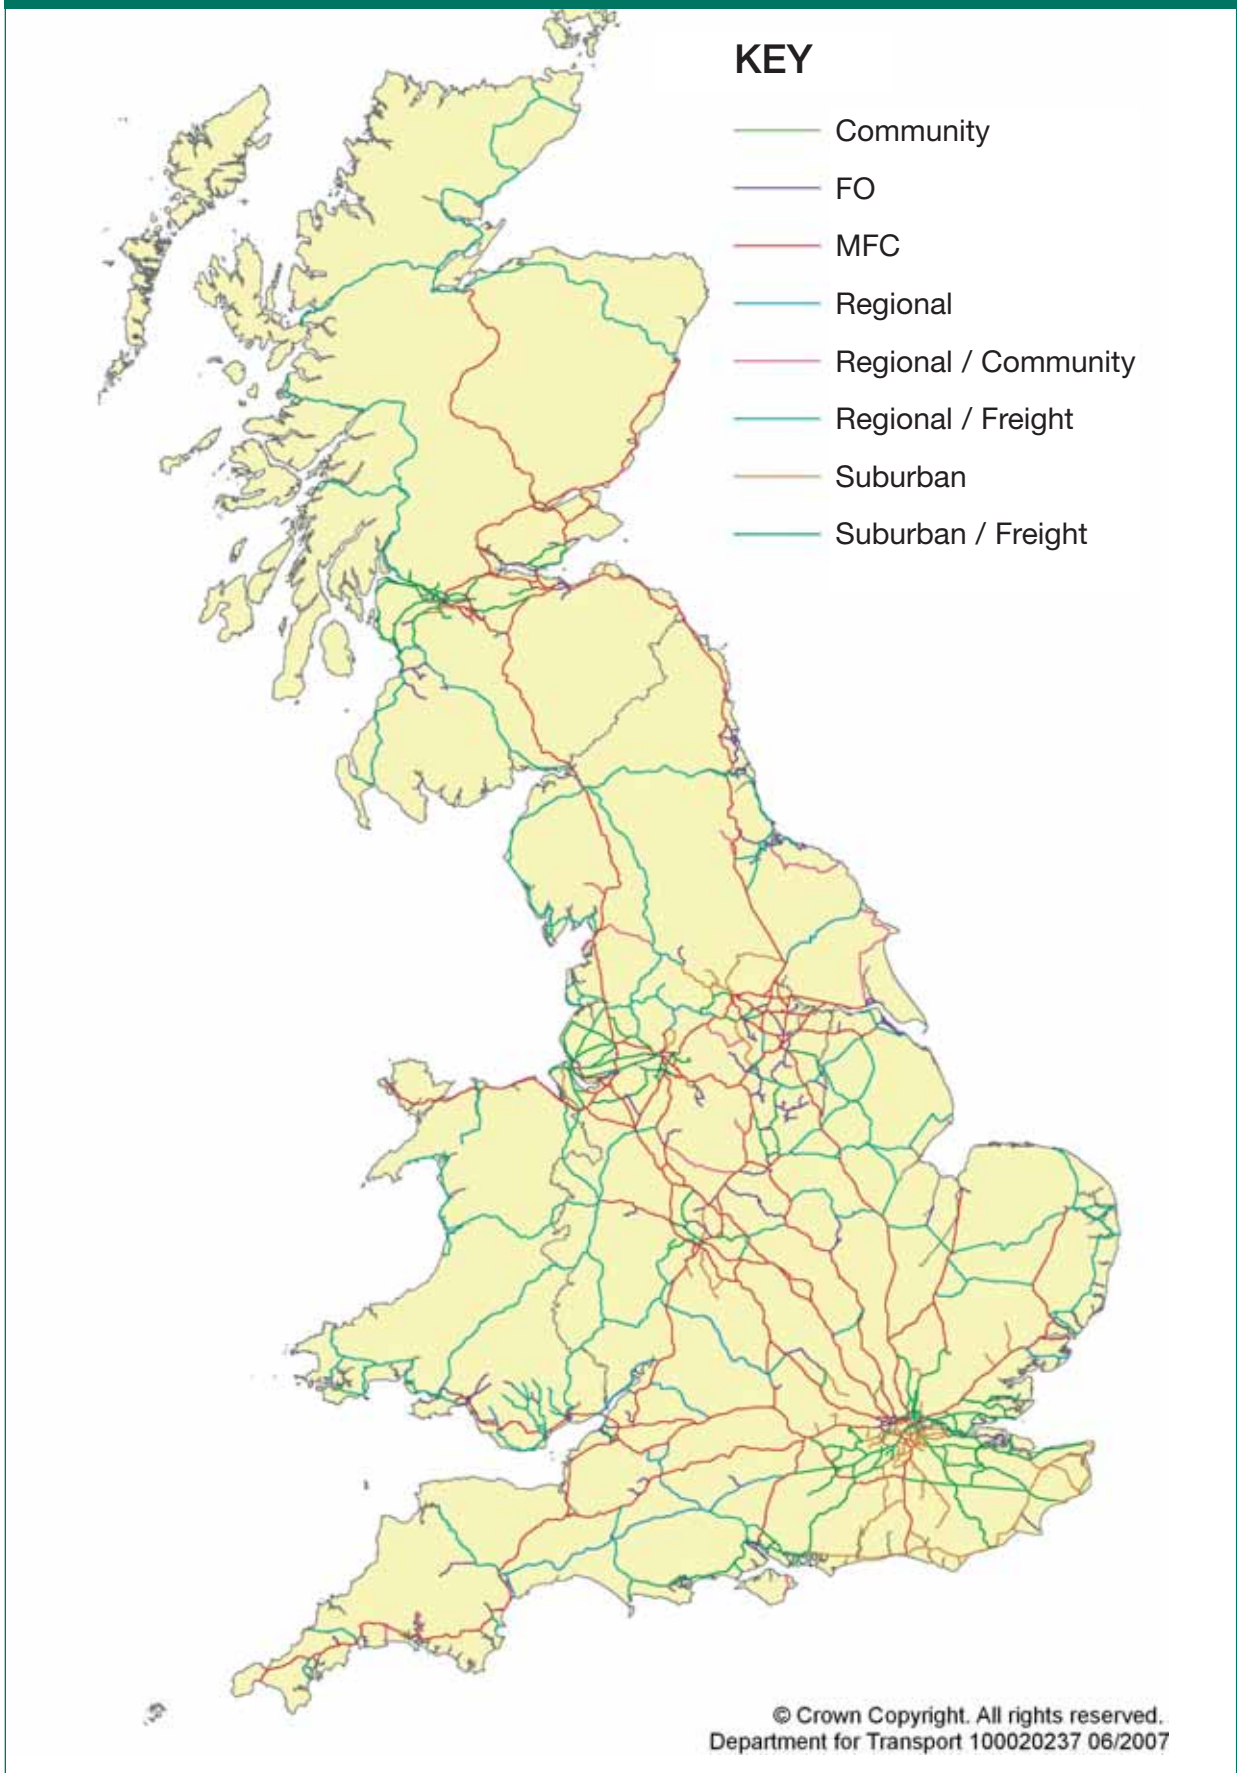 KEY
Community
FO
MFC
Regional
Regional / Community
Regional / Freight
Suburban
Suburban / Freight
© Crown Copyright. All rights reserved.
Department for Transport 100020237 06/2007